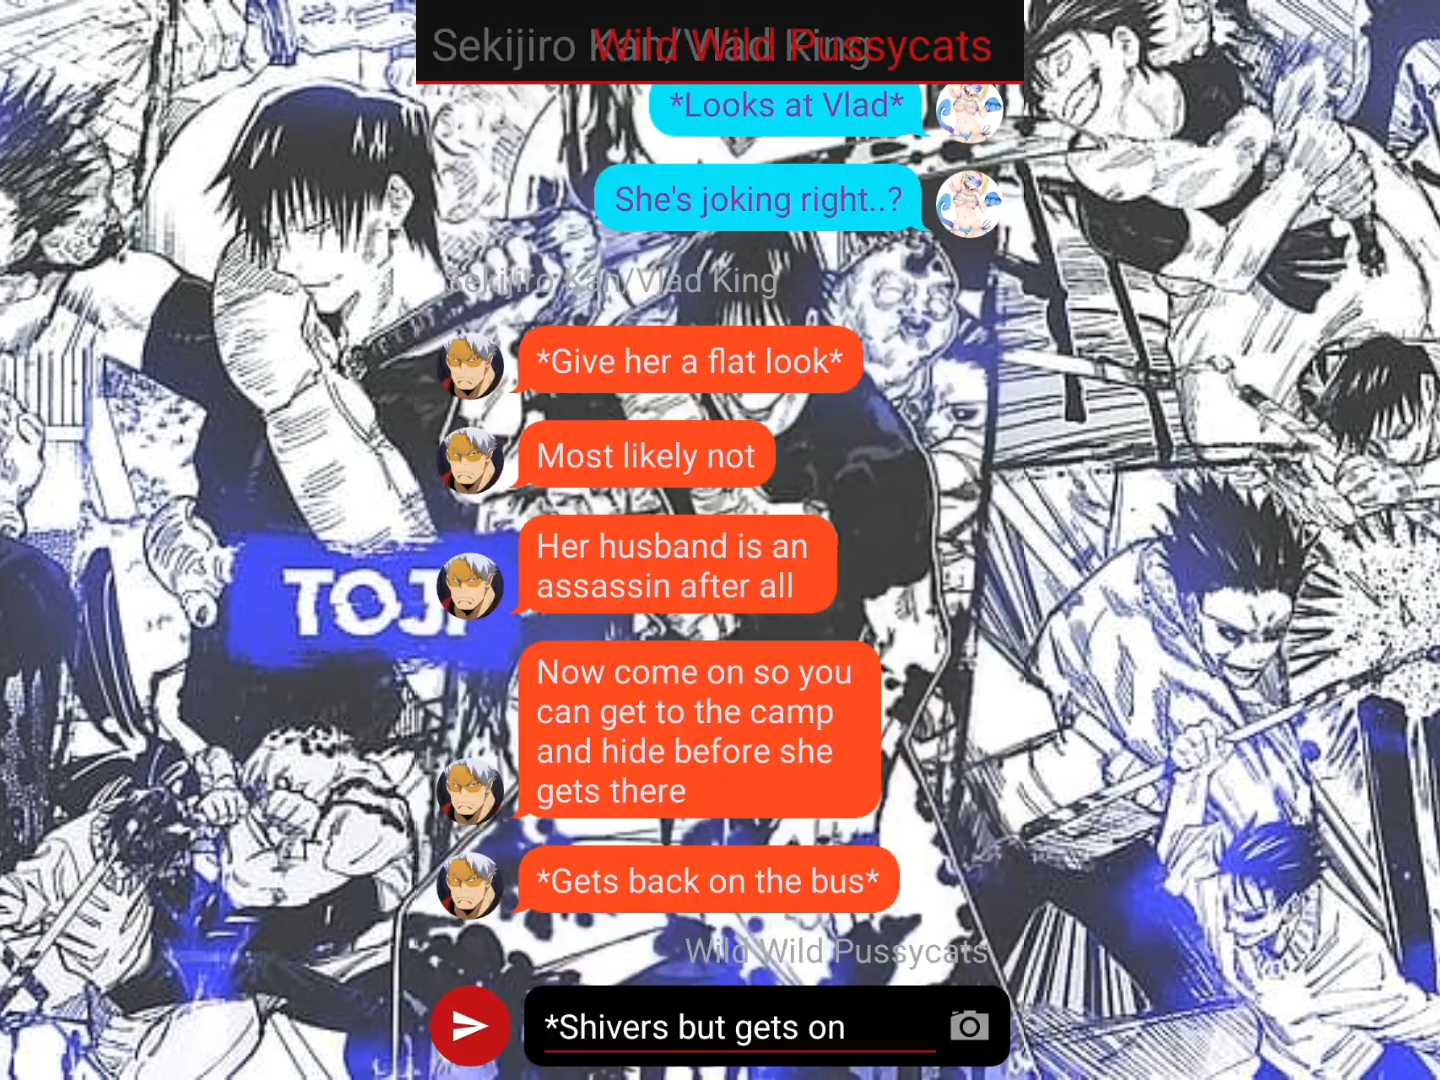 Sekijiro Kan/Vlad King
Wild Wild Pussycats
*Looks at Vlad*
She's joking right..?
Sekijiro Kan/Vlad King
*Give her a flat look*
Most likely not
Her husband is an
assassin after all
TOJI
Now come on so you
can get to the camp
and hide before she
gets there
*Gets back on the bus*
Wild Wild Pussycats
*Shivers but gets on